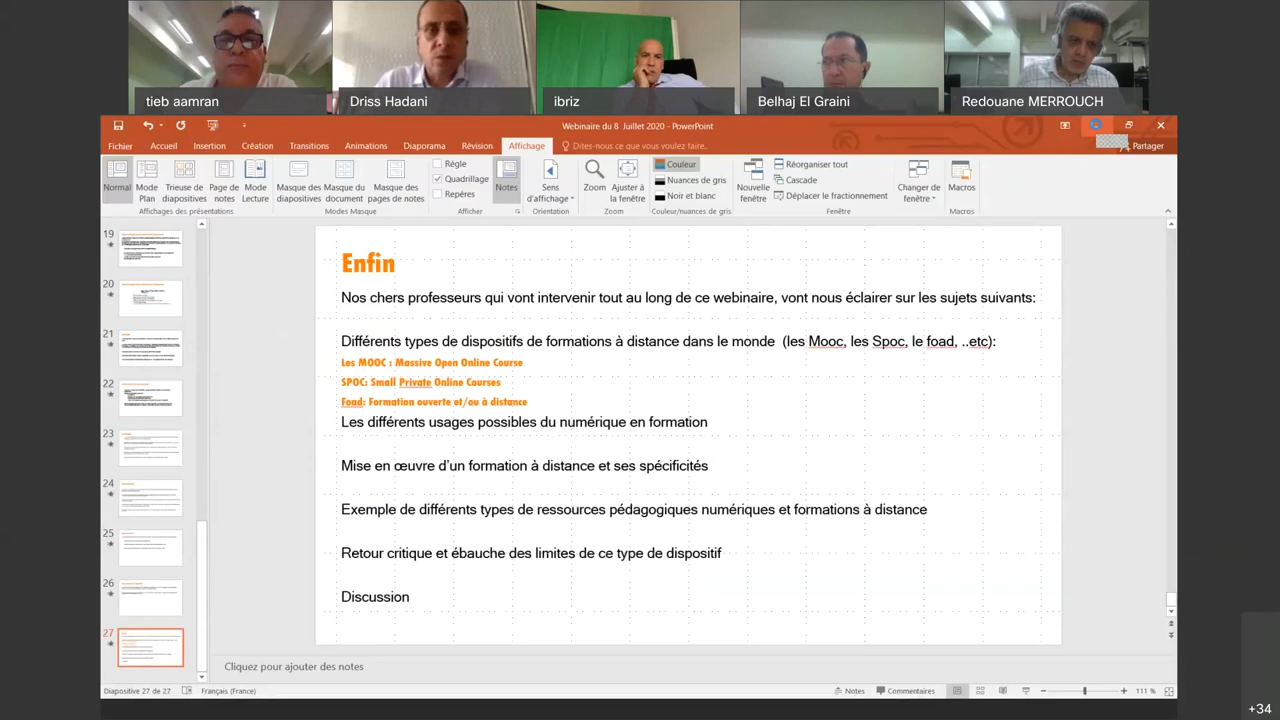 tieb aamran
Driss Hadani
ibriz
Belhaj El Graini
Redouane MERROUCH
Webinaire du 8 Juillet 2020 - PowerPoint
Fichier
Accueil
Insertion
Création
Transitions
Animations
Diaporama
Révision
Affichage
Dites-nous ce que vous voulez faire.
Partager
Normal
Mode Plan
Trieuse de diapositives
Page de notes
Mode Lecture
Affichages des présentations
Masque des diapositives
Masque du document
Masque des pages de notes
Modes Masque
Règle
Quadrillage
Repères
Afficher
Notes
Sens d'affichage
Orientation
Zoom
Ajuster à la fenêtre
Zoom
Couleur
Nuances de gris
Noir et blanc
Couleur/nuances de gris
Nouvelle fenêtre
Réorganiser tout
Cascade
Déplacer le fractionnement
Changer de fenêtre
Fenêtre
Macros
Macros
19
20
21
22
23
24
25
26
27
Enfin
Nos chers professeurs qui vont intervenir tout au long de ce webinaire, vont nous éclairer sur les sujets suivants:
Différents types de dispositifs de formations à distance dans le monde (les Mooc, les Spoc, le foad, ..etc):
Les MOOC : Massive Open Online Course
SPOC: Small Private Online Courses
Foad: Formation ouverte et/ou à distance
Les différents usages possibles du numérique en formation
Mise en œuvre d'un formation à distance et ses spécificités
Exemple de différents types de ressources pédagogiques numériques et formations à distance
Retour critique et ébauche des limites de ce type de dispositif
Discussion
Cliquez pour ajouter des notes
Diapositive 27 de 27
Français (France)
Notes
Commentaires
111 %
+34